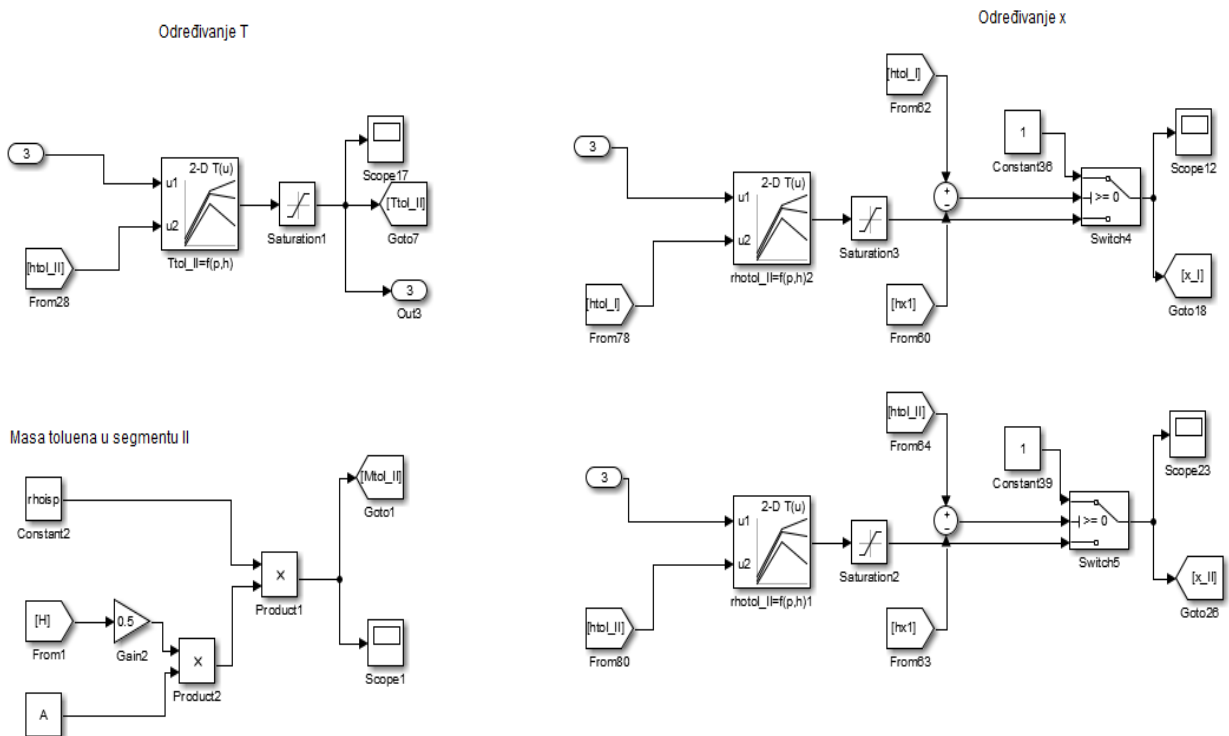 Određivanje T
3
[htol_II]
From28
u1
u2
2-D T(u)
Ttol_II=f(p,h)
Saturation1
Scope17
[Ttol_II]
Goto7
3
Out3
Određivanje x
[htol_I]
From62
1
Constant36
Scope12
3
2-D T(u)
u1
u2
rhotol_II=f(p,h)2
Saturation3
+
−
>= 0
Switch4
[htol_I]
From78
[hx1]
From60
[x_I]
Goto18
Masa toluena u segmentu II
rhoisp
Constant2
[H]
From1
0.5
Gain2
A
X
Product2
X
Product1
[Mtol_II]
Goto1
Scope1
[htol_II]
From64
1
Constant39
Scope23
3
2-D T(u)
u1
u2
rhotol_II=f(p,h)1
Saturation2
+
−
>= 0
Switch5
[htol_II]
From80
[hx1]
From63
[x_II]
Goto26